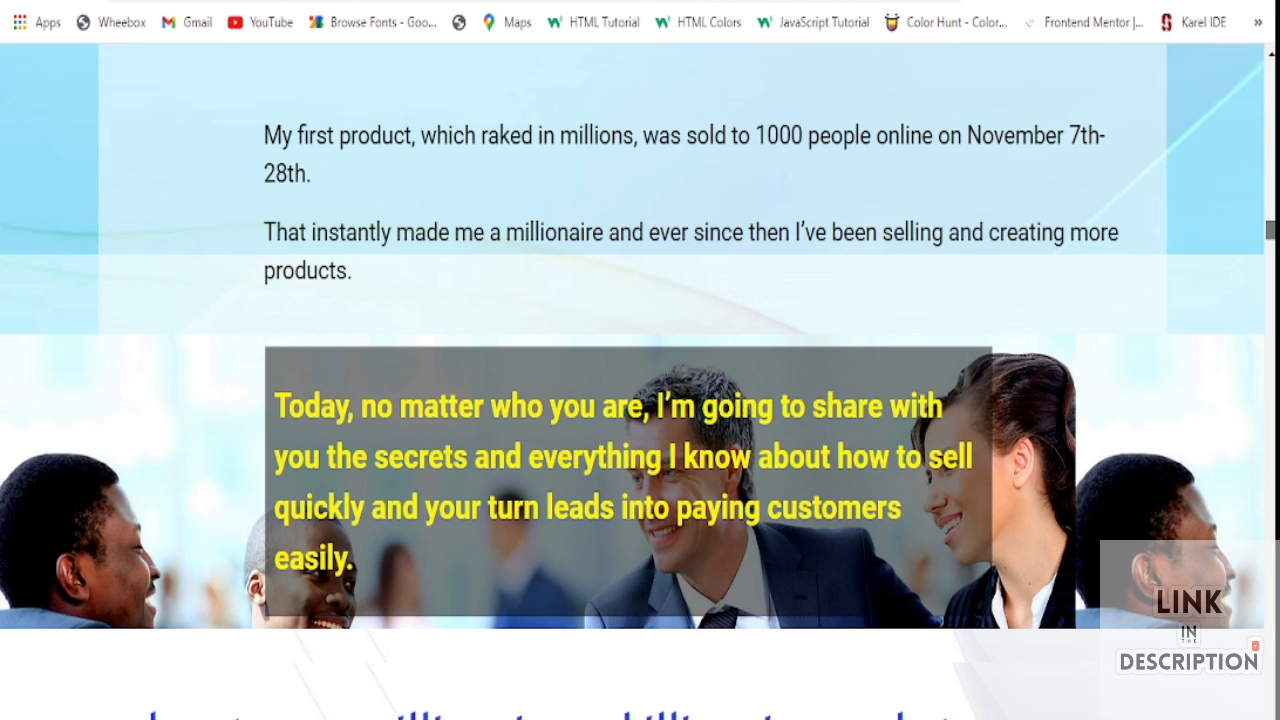 Apps Wheebox Gmail YouTube Browse Fonts - Goo... Maps HTML Tutorial HTML Colors JavaScript Tutorial Color Hunt - Color... Frontend Mentor |... Karel IDE »
My first product, which raked in millions, was sold to 1000 people online on November 7th-
28th.
That instantly made me a millionaire and ever since then I've been selling and creating more
products.
Today, no matter who you are, I'm going to share with
you the secrets and everything I know about how to sell
quickly and your turn leads into paying customers
easily.
LINK
IN
THE
DESCRIPTION